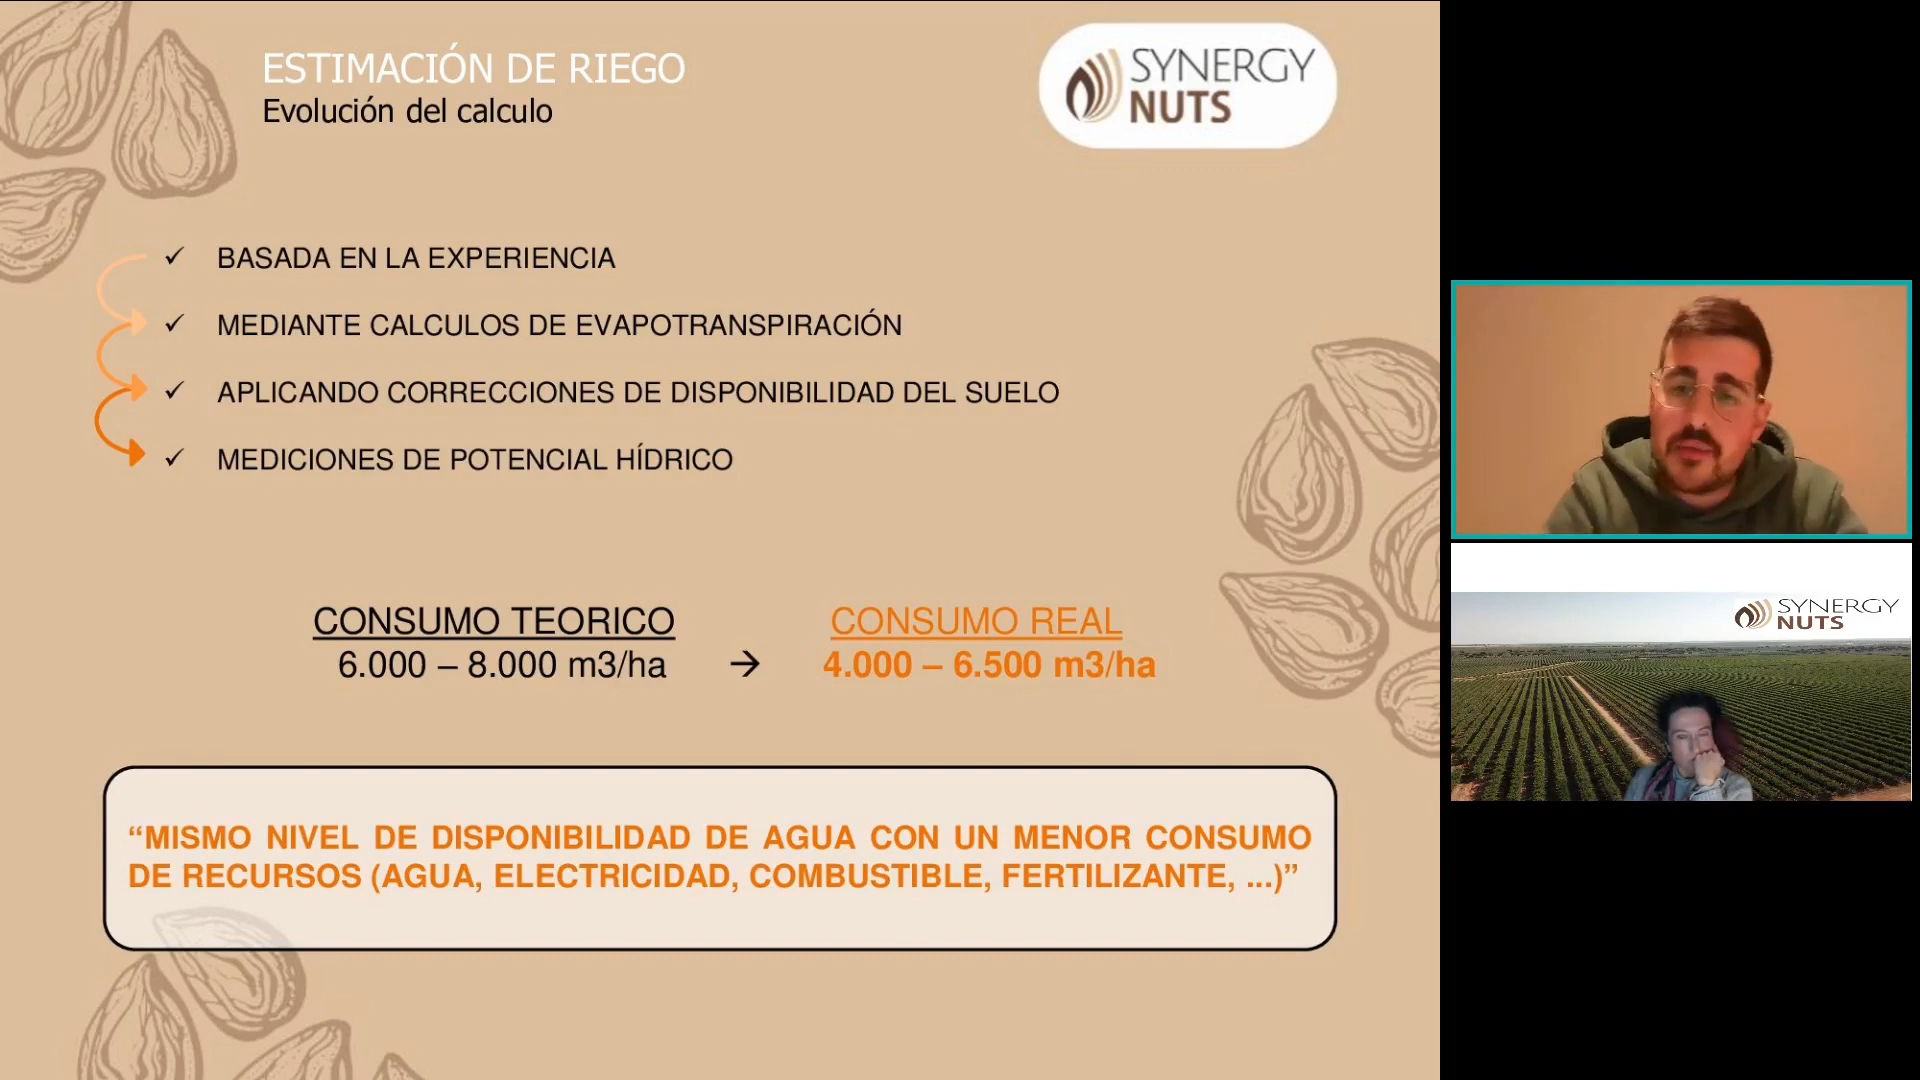 ESTIMACIÓN DE RIEGO
Evolución del calculo
SYNERGY
NUTS
✓ BASADA EN LA EXPERIENCIA
✓ MEDIANTE CALCULOS DE EVAPOTRANSPIRACIÓN
✓ APLICANDO CORRECCIONES DE DISPONIBILIDAD DEL SUELO
✓ MEDICIONES DE POTENCIAL HÍDRICO
CONSUMO TEORICO
6.000 – 8.000 m3/ha
→
CONSUMO REAL
4.000 – 6.500 m3/ha
“MISMO NIVEL DE DISPONIBILIDAD DE AGUA CON UN MENOR CONSUMO
DE RECURSOS (AGUA, ELECTRICIDAD, COMBUSTIBLE, FERTILIZANTE, ...)”
SYNERGY
NUTS